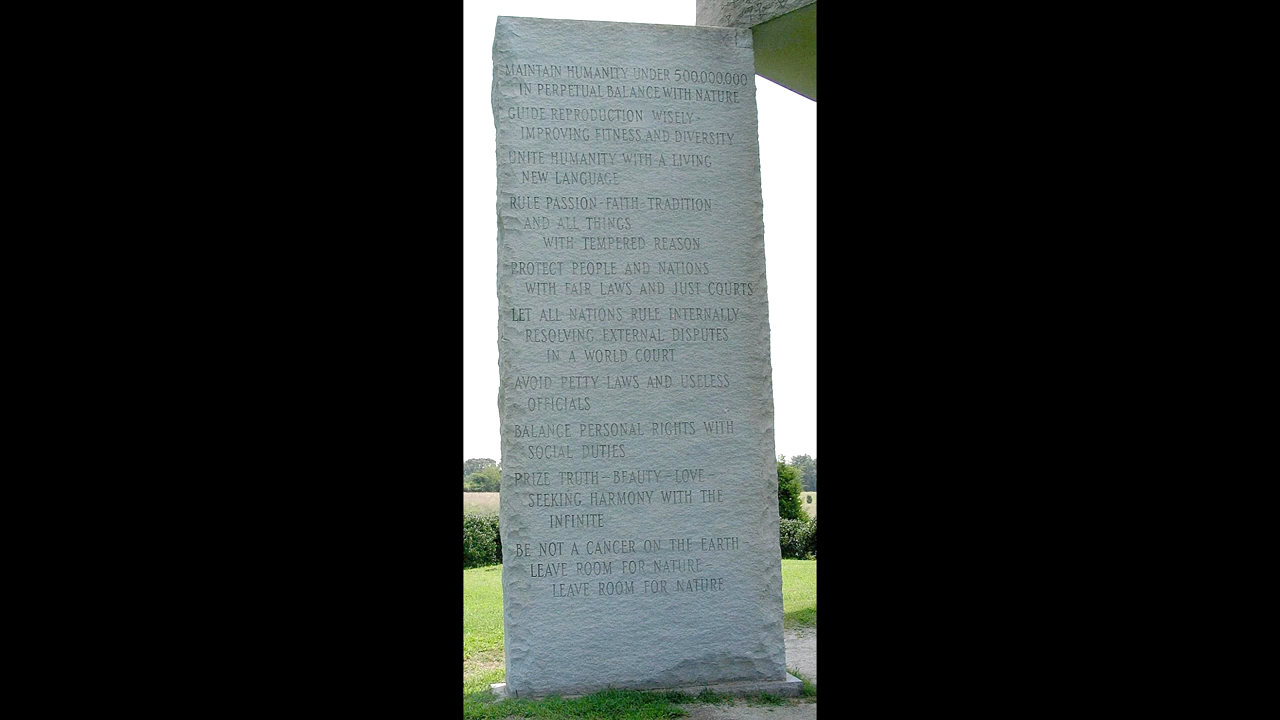 MAINTAIN HUMANITY UNDER 500,000,000
IN PERPETUAL BALANCE WITH NATURE
GUIDE REPRODUCTION WISELY-
IMPROVING FITNESS AND DIVERSITY
UNITE HUMANITY WITH A LIVING
NEW LANGUAGE
RULE PASSION-FAITH-TRADITION
AND ALL THINGS
WITH TEMPERED REASON
PROTECT PEOPLE AND NATIONS
WITH FAIR LAWS AND JUST COURTS
LET ALL NATIONS RULE INTERNALLY
RESOLVING EXTERNAL DISPUTES
IN A WORLD COURT
AVOID PETTY LAWS AND USELESS
OFFICIALS
BALANCE PERSONAL RIGHTS WITH
SOCIAL DUTIES
PRIZE TRUTH-BEAUTY-LOVE-
SEEKING HARMONY WITH THE
INFINITE
BE NOT A CANCER ON THE EARTH-
LEAVE ROOM FOR NATURE
LEAVE ROOM FOR NATURE